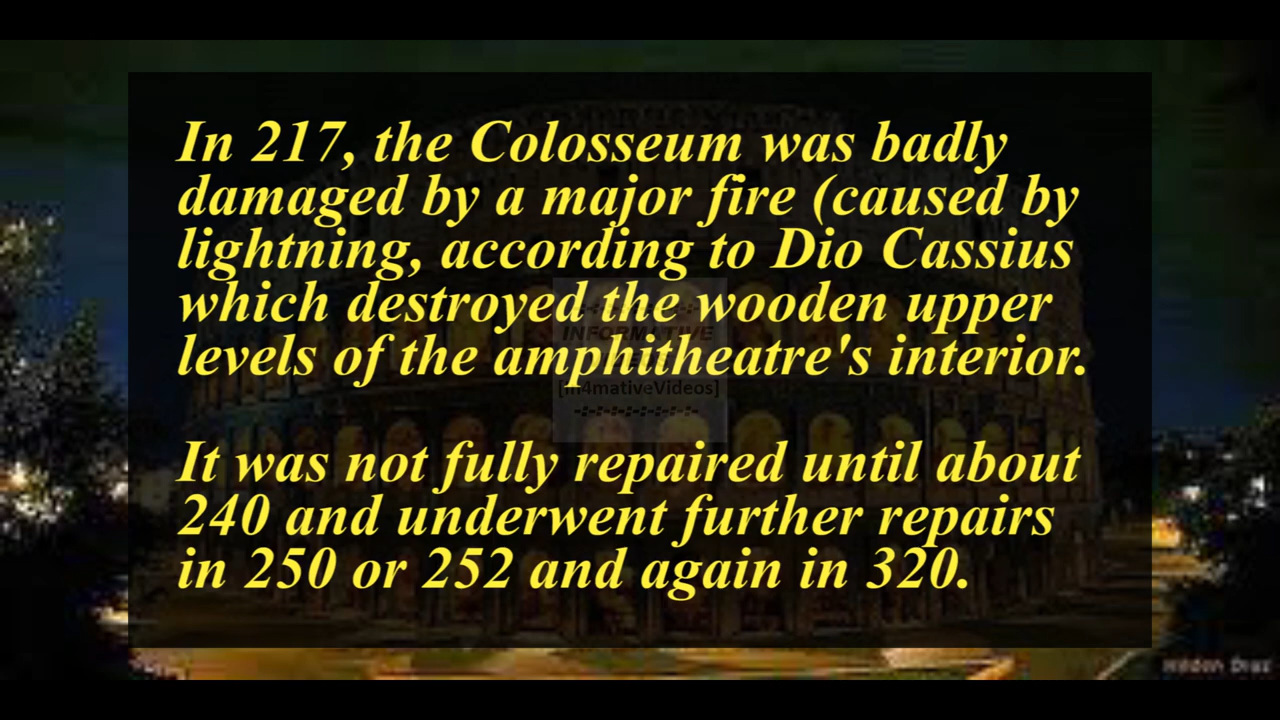 In 217, the Colosseum was badly
damaged by a major fire (caused by
lightning, according to Dio Cassius
which destroyed the wooden upper
levels of the amphitheatre's interior.
INFORMATIVE
[In4mativeVideos]
It was not fully repaired until about
240 and underwent further repairs
in 250 or 252 and again in 320.